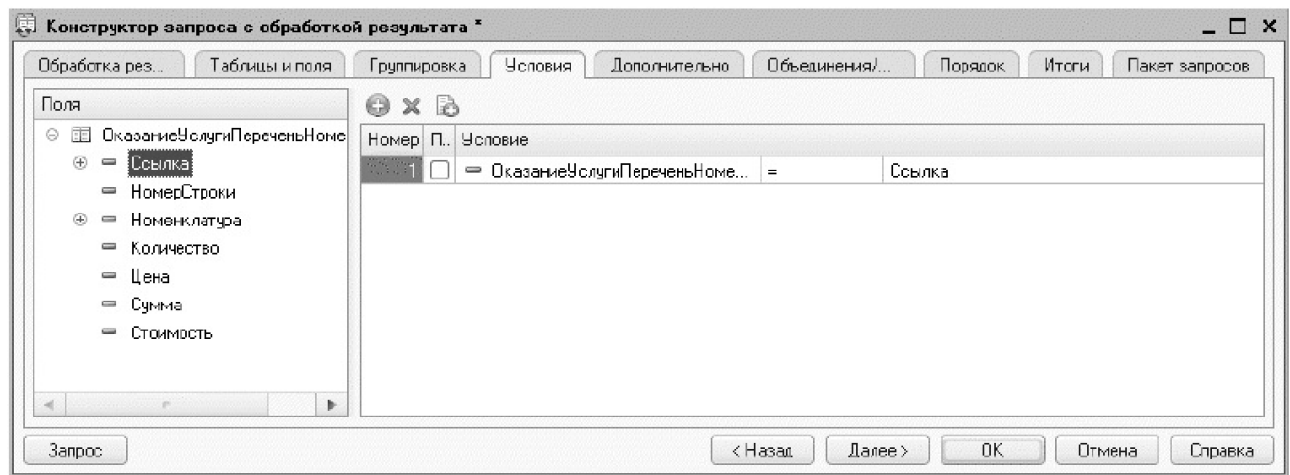 Конструктор запроса с обработкой результата *
Обработка рез... Таблицы и поля Группировка Условия Дополнительно Объединения/... Порядок Итоги Пакет запросов
Поля
ОказаниеУслугиПереченьНоме
Ссылка
НомерСтроки
Номенклатура
Количество
Цена
Сумма
Стоимость
Номер П.. Условие
1 ОказаниеУслугиПереченьНоме... = Ссылка
Запрос < Назад Далее > ОК Отмена Справка